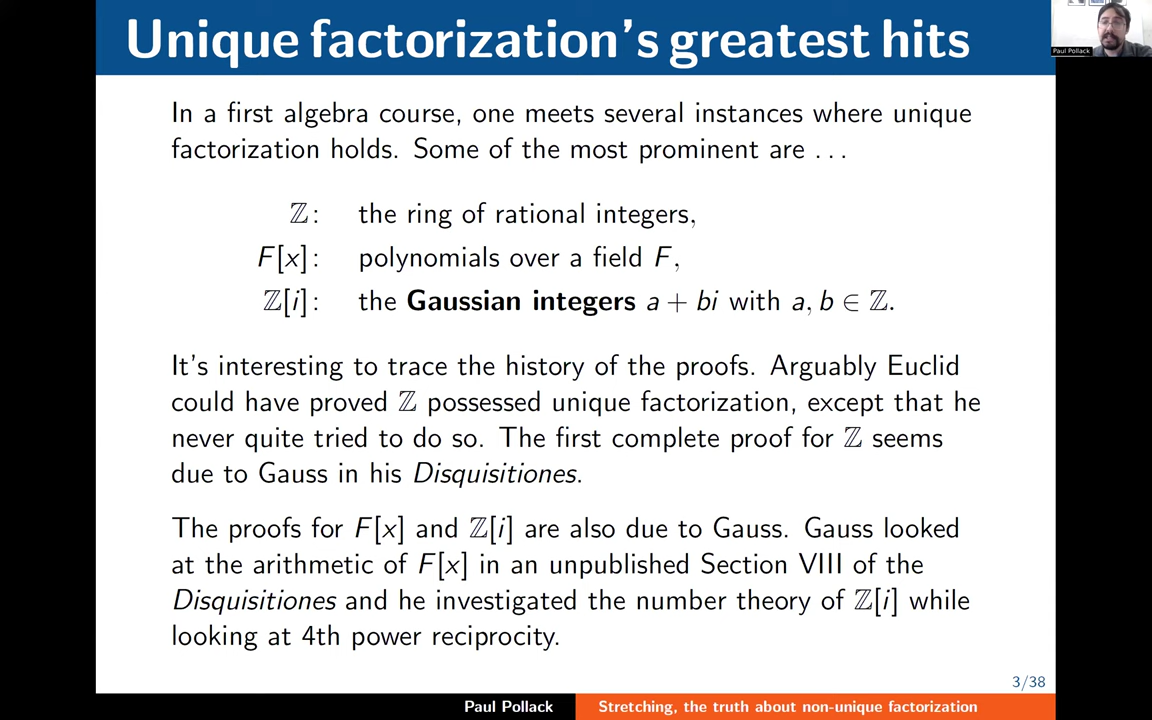 Unique factorization's greatest hits
Paul Pollack
In a first algebra course, one meets several instances where unique
factorization holds. Some of the most prominent are ...
ℤ: the ring of rational integers,
F[x]: polynomials over a field F,
ℤ[i]: the Gaussian integers a + bi with a, b ∈ ℤ.
It's interesting to trace the history of the proofs. Arguably Euclid
could have proved ℤ possessed unique factorization, except that he
never quite tried to do so. The first complete proof for ℤ seems
due to Gauss in his Disquisitiones.
The proofs for F[x] and ℤ[i] are also due to Gauss. Gauss looked
at the arithmetic of F[x] in an unpublished Section VIII of the
Disquisitiones and he investigated the number theory of ℤ[i] while
looking at 4th power reciprocity.
3/38
Paul Pollack Stretching, the truth about non-unique factorization